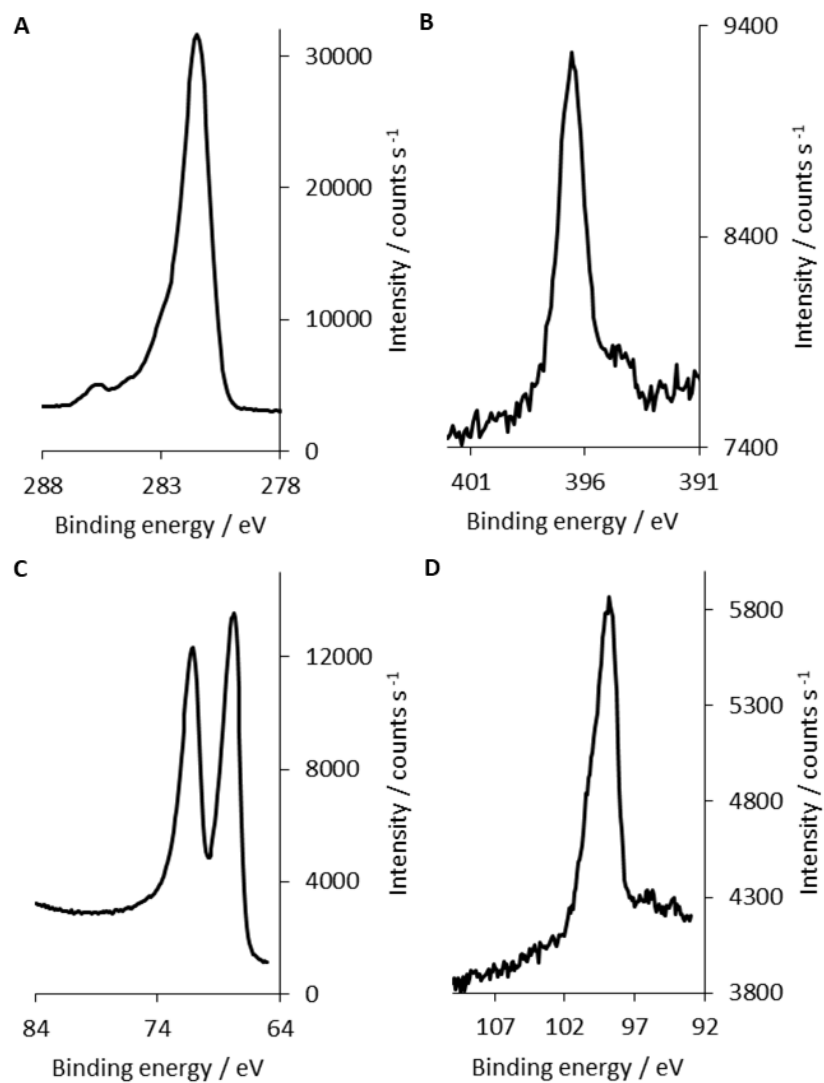 A
30000
20000
10000
0
Intensity / counts s⁻¹
288 283 278
Binding energy / eV
B
9400
8400
7400
Intensity / counts s⁻¹
401 396 391
Binding energy / eV
C
12000
8000
4000
0
Intensity / counts s⁻¹
84 74 64
Binding energy / eV
D
5800
5300
4800
4300
3800
Intensity / counts s⁻¹
107 102 97 92
Binding energy / eV